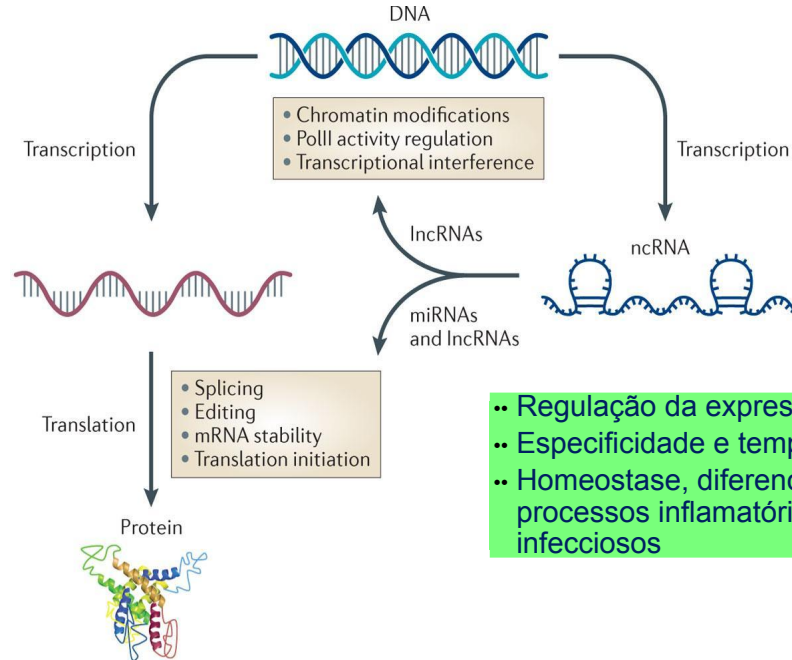 DNA
• Chromatin modifications
• PolII activity regulation
• Transcriptional interference
Transcription
Transcription
lncRNAs
ncRNA
miRNAs
and lncRNAs
• Splicing
• Editing
• mRNA stability
• Translation initiation
Translation
•• Regulação da expres
•• Especificidade e temp
•• Homeostase, diferenc
processos inflamatóri
infecciosos
Protein